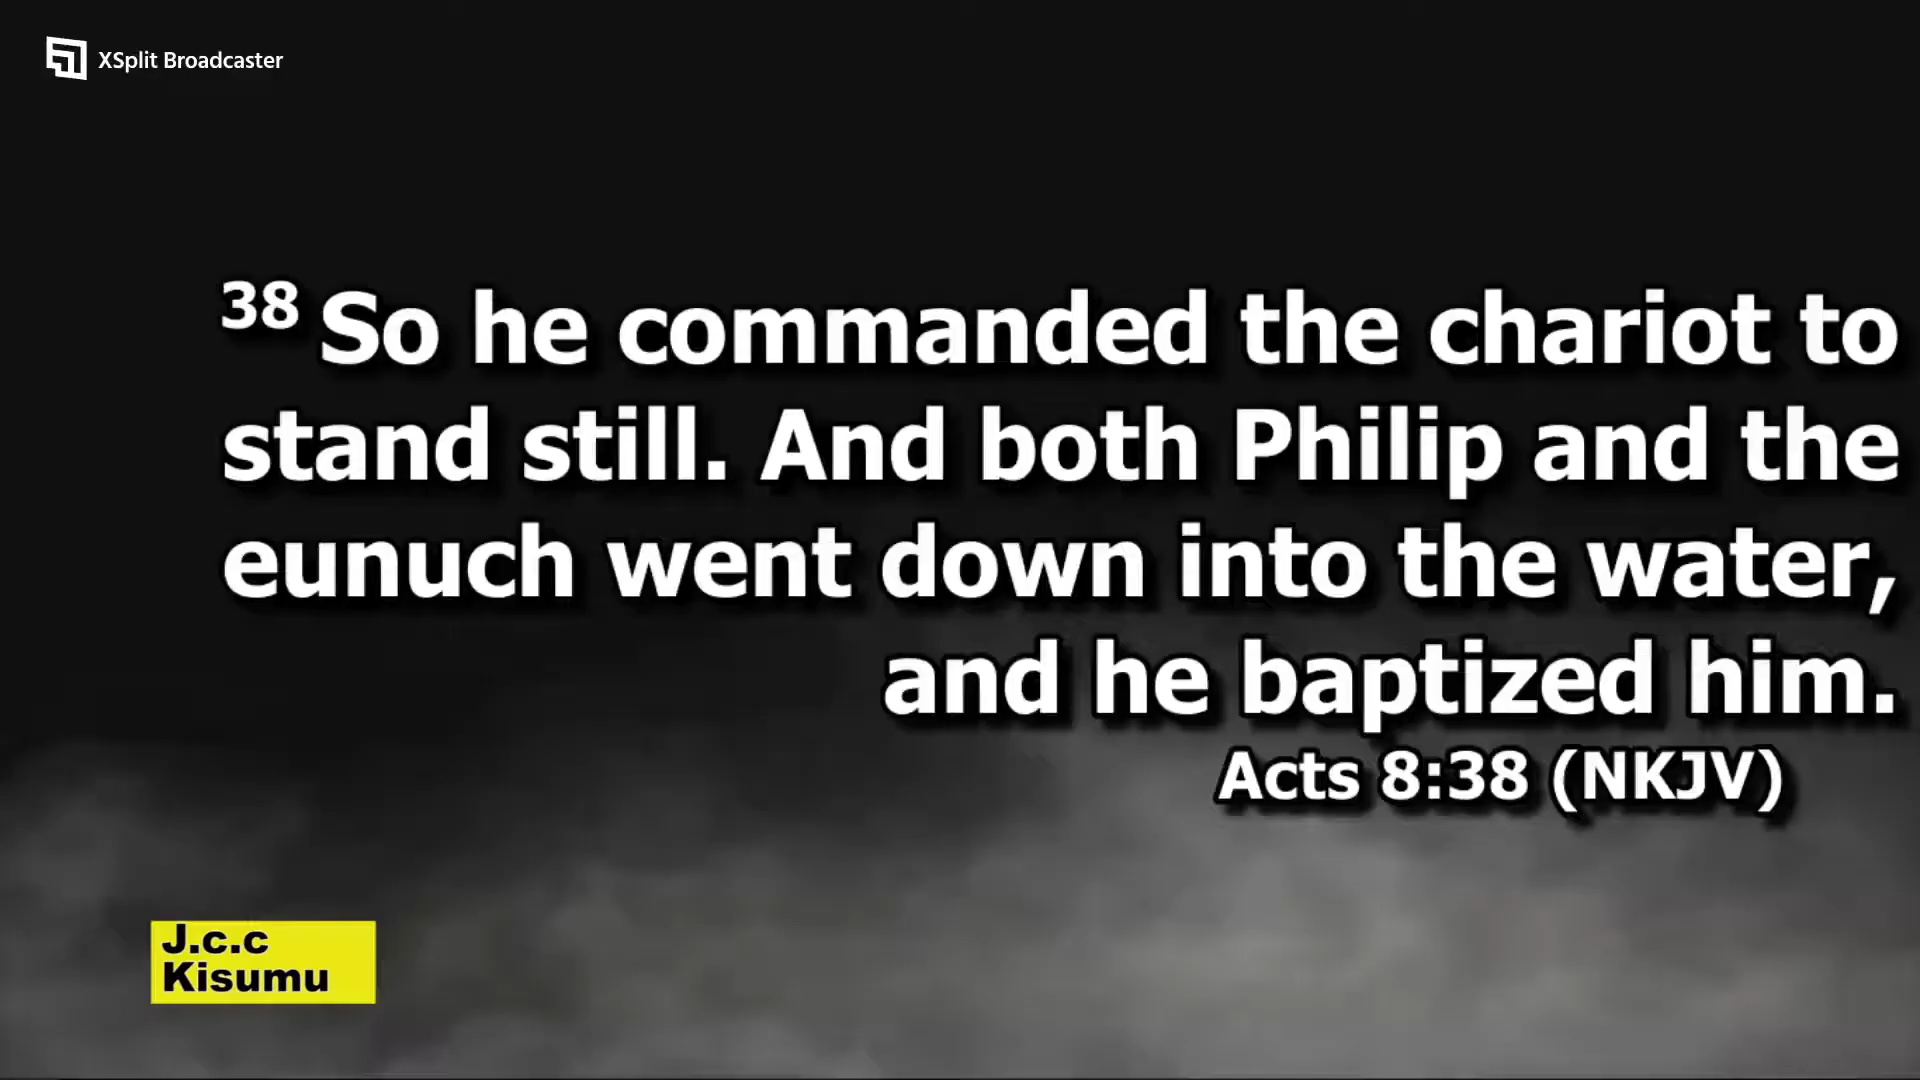 XSplit Broadcaster
38 So he commanded the chariot to
stand still. And both Philip and the
eunuch went down into the water,
and he baptized him.
Acts 8:38 (NKJV)
J.c.c
Kisumu